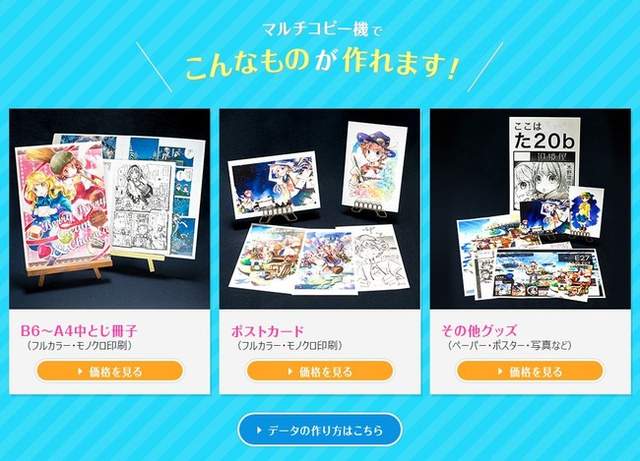 マルチコピー機で
こんなものが作れます!
ここは
た20b
E27
B6〜A4中とじ冊子
(フルカラー・モノクロ印刷)
価格を見る
ポストカード
(フルカラー・モノクロ印刷)
価格を見る
その他グッズ
(ペーパー・ポスター・写真など)
価格を見る
データの作り方はこちら